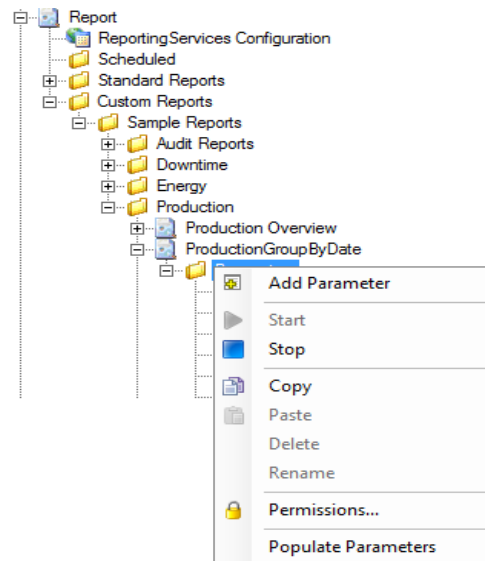 Report
ReportingServices Configuration
Scheduled
Standard Reports
Custom Reports
Sample Reports
Audit Reports
Downtime
Energy
Production
Production Overview
ProductionGroupByDate
Add Parameter
Start
Stop
Copy
Paste
Delete
Rename
Permissions...
Populate Parameters